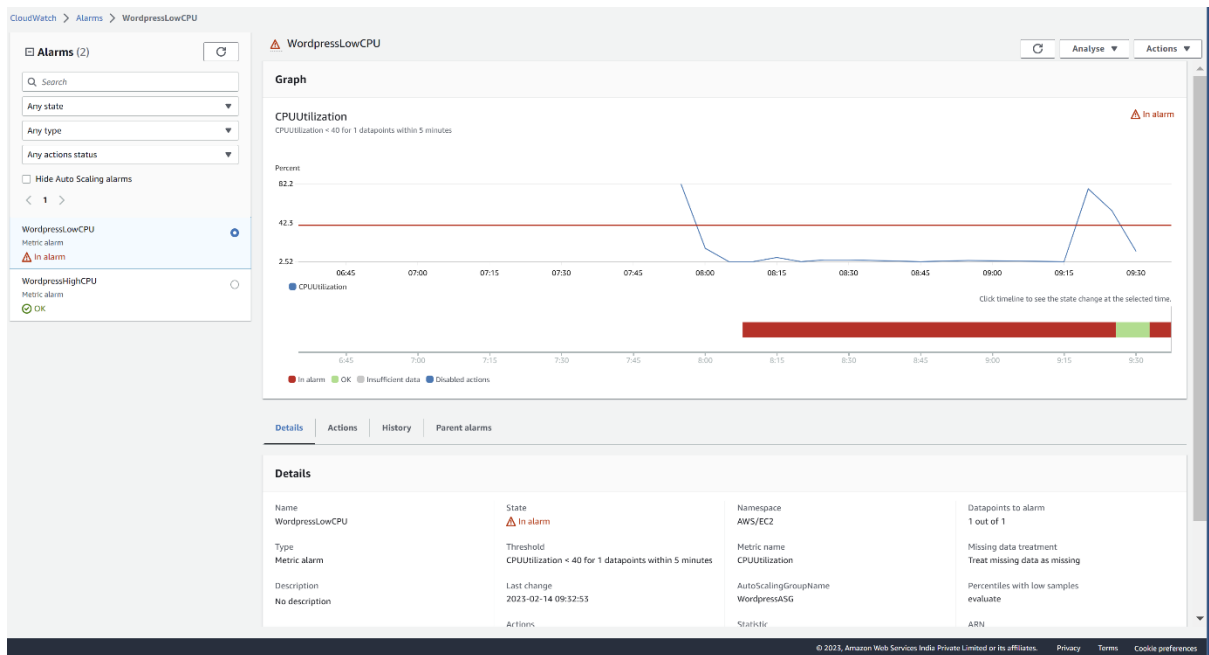 CloudWatch > Alarms > WordpressLowCPU
Alarms (2)
Search
Any state
Any type
Any actions status
Hide Auto Scaling alarms
< 1 >
WordpressLowCPU
Metric alarm
In alarm
WordpressHighCPU
Metric alarm
OK
WordpressLowCPU
Analyse
Actions
Graph
CPUUtilization
In alarm
CPUUtilization < 40 for 1 datapoints within 5 minutes
Percent
82.2
42.3
2.52
06:45 07:00 07:15 07:30 07:45 08:00 08:15 08:30 08:45 09:00 09:15 09:30
CPUUtilization
Click timeline to see the state change at the selected time.
6:45 7:00 7:15 7:30 7:45 8:00 8:15 8:30 8:45 9:00 9:15 9:30
In alarm OK Insufficient data Disabled actions
Details Actions History Parent alarms
Details
Name
WordpressLowCPU
Type
Metric alarm
Description
No description
State
In alarm
Threshold
CPUUtilization < 40 for 1 datapoints within 5 minutes
Last change
2023-02-14 09:32:53
Actions
Namespace
AWS/EC2
Metric name
CPUUtilization
AutoScalingGroupName
WordpressASG
Statistic
Datapoints to alarm
1 out of 1
Missing data treatment
Treat missing data as missing
Percentiles with low samples
evaluate
ARN
© 2023, Amazon Web Services India Private Limited or its affiliates. Privacy Terms Cookie preferences